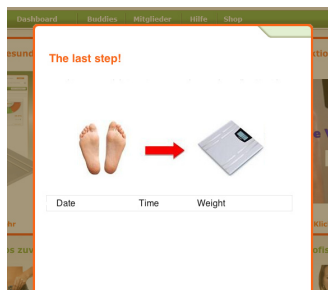 Dashboard Buddies Mitglieder Hilfe Shop
The last step!
Date Time Weight